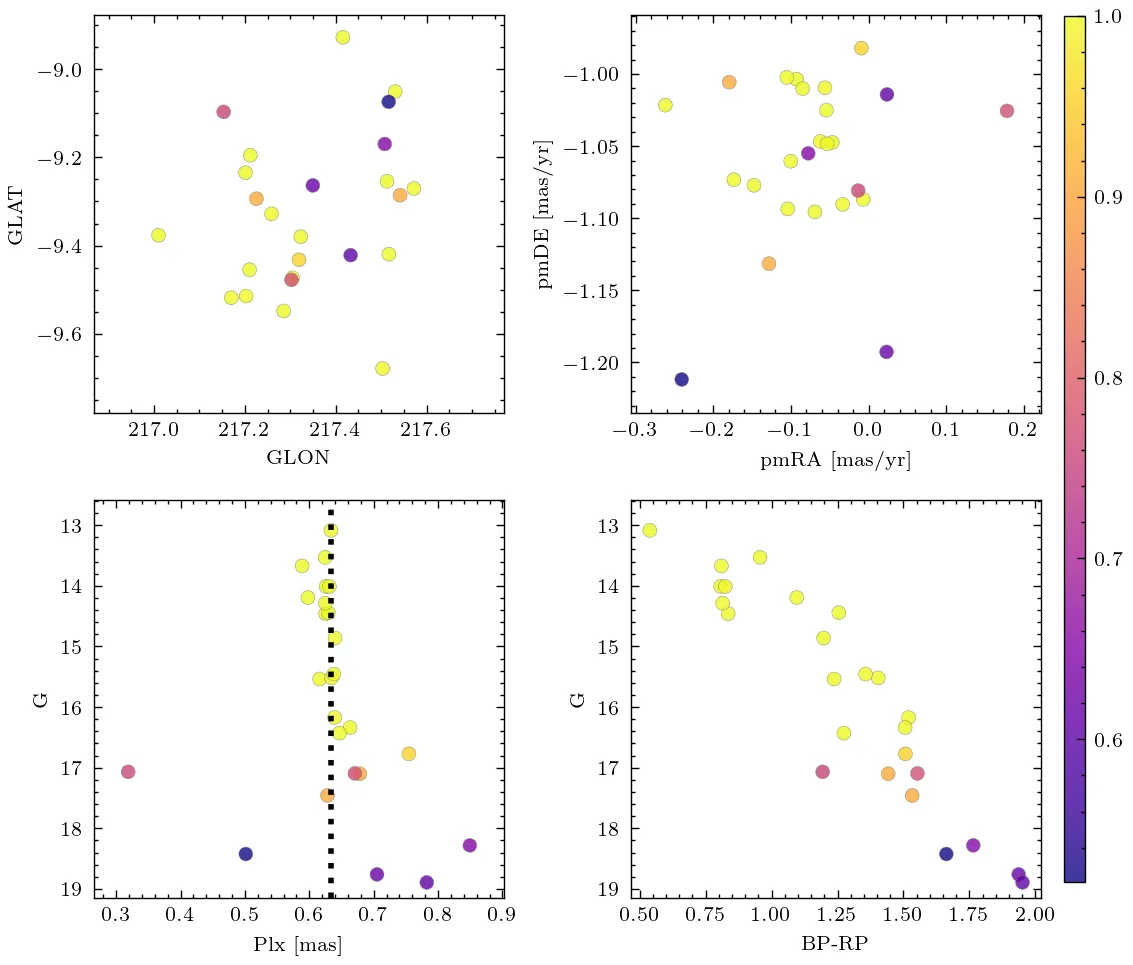 −9.0
−9.2
−9.4
−9.6
GLAT
217.0 217.2 217.4 217.6
GLON
−1.00
−1.05
−1.10
−1.15
−1.20
pmDE [mas/yr]
−0.3 −0.2 −0.1 0.0 0.1 0.2
pmRA [mas/yr]
13
14
15
16
17
18
19
G
0.3 0.4 0.5 0.6 0.7 0.8 0.9
Plx [mas]
13
14
15
16
17
18
19
G
0.50 0.75 1.00 1.25 1.50 1.75 2.00
BP-RP
1.0
0.9
0.8
0.7
0.6